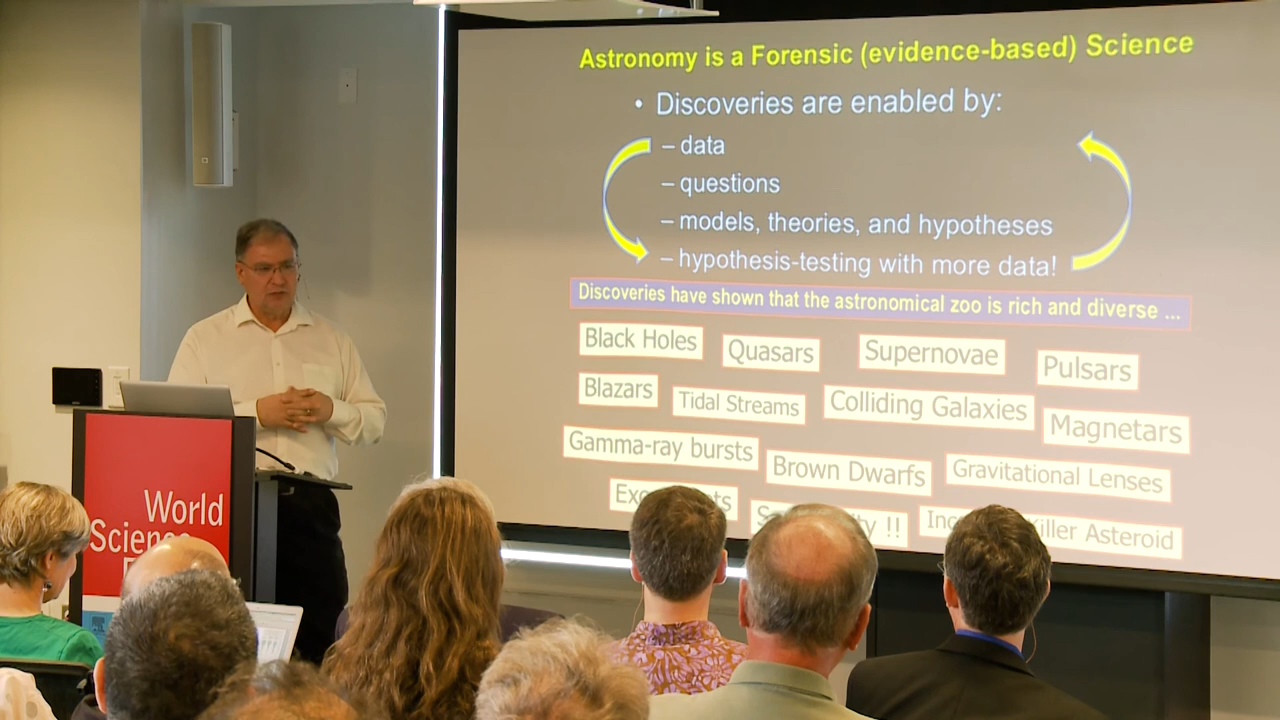 Astronomy is a Forensic (evidence-based) Science
• Discoveries are enabled by:
– data
– questions
– models, theories, and hypotheses
– hypothesis-testing with more data!
Discoveries have shown that the astronomical zoo is rich and diverse ...
Black Holes
Quasars
Supernovae
Pulsars
Blazars
Tidal Streams
Colliding Galaxies
Magnetars
Gamma-ray bursts
Brown Dwarfs
Gravitational Lenses
!!
Killer Asteroid
World
Science